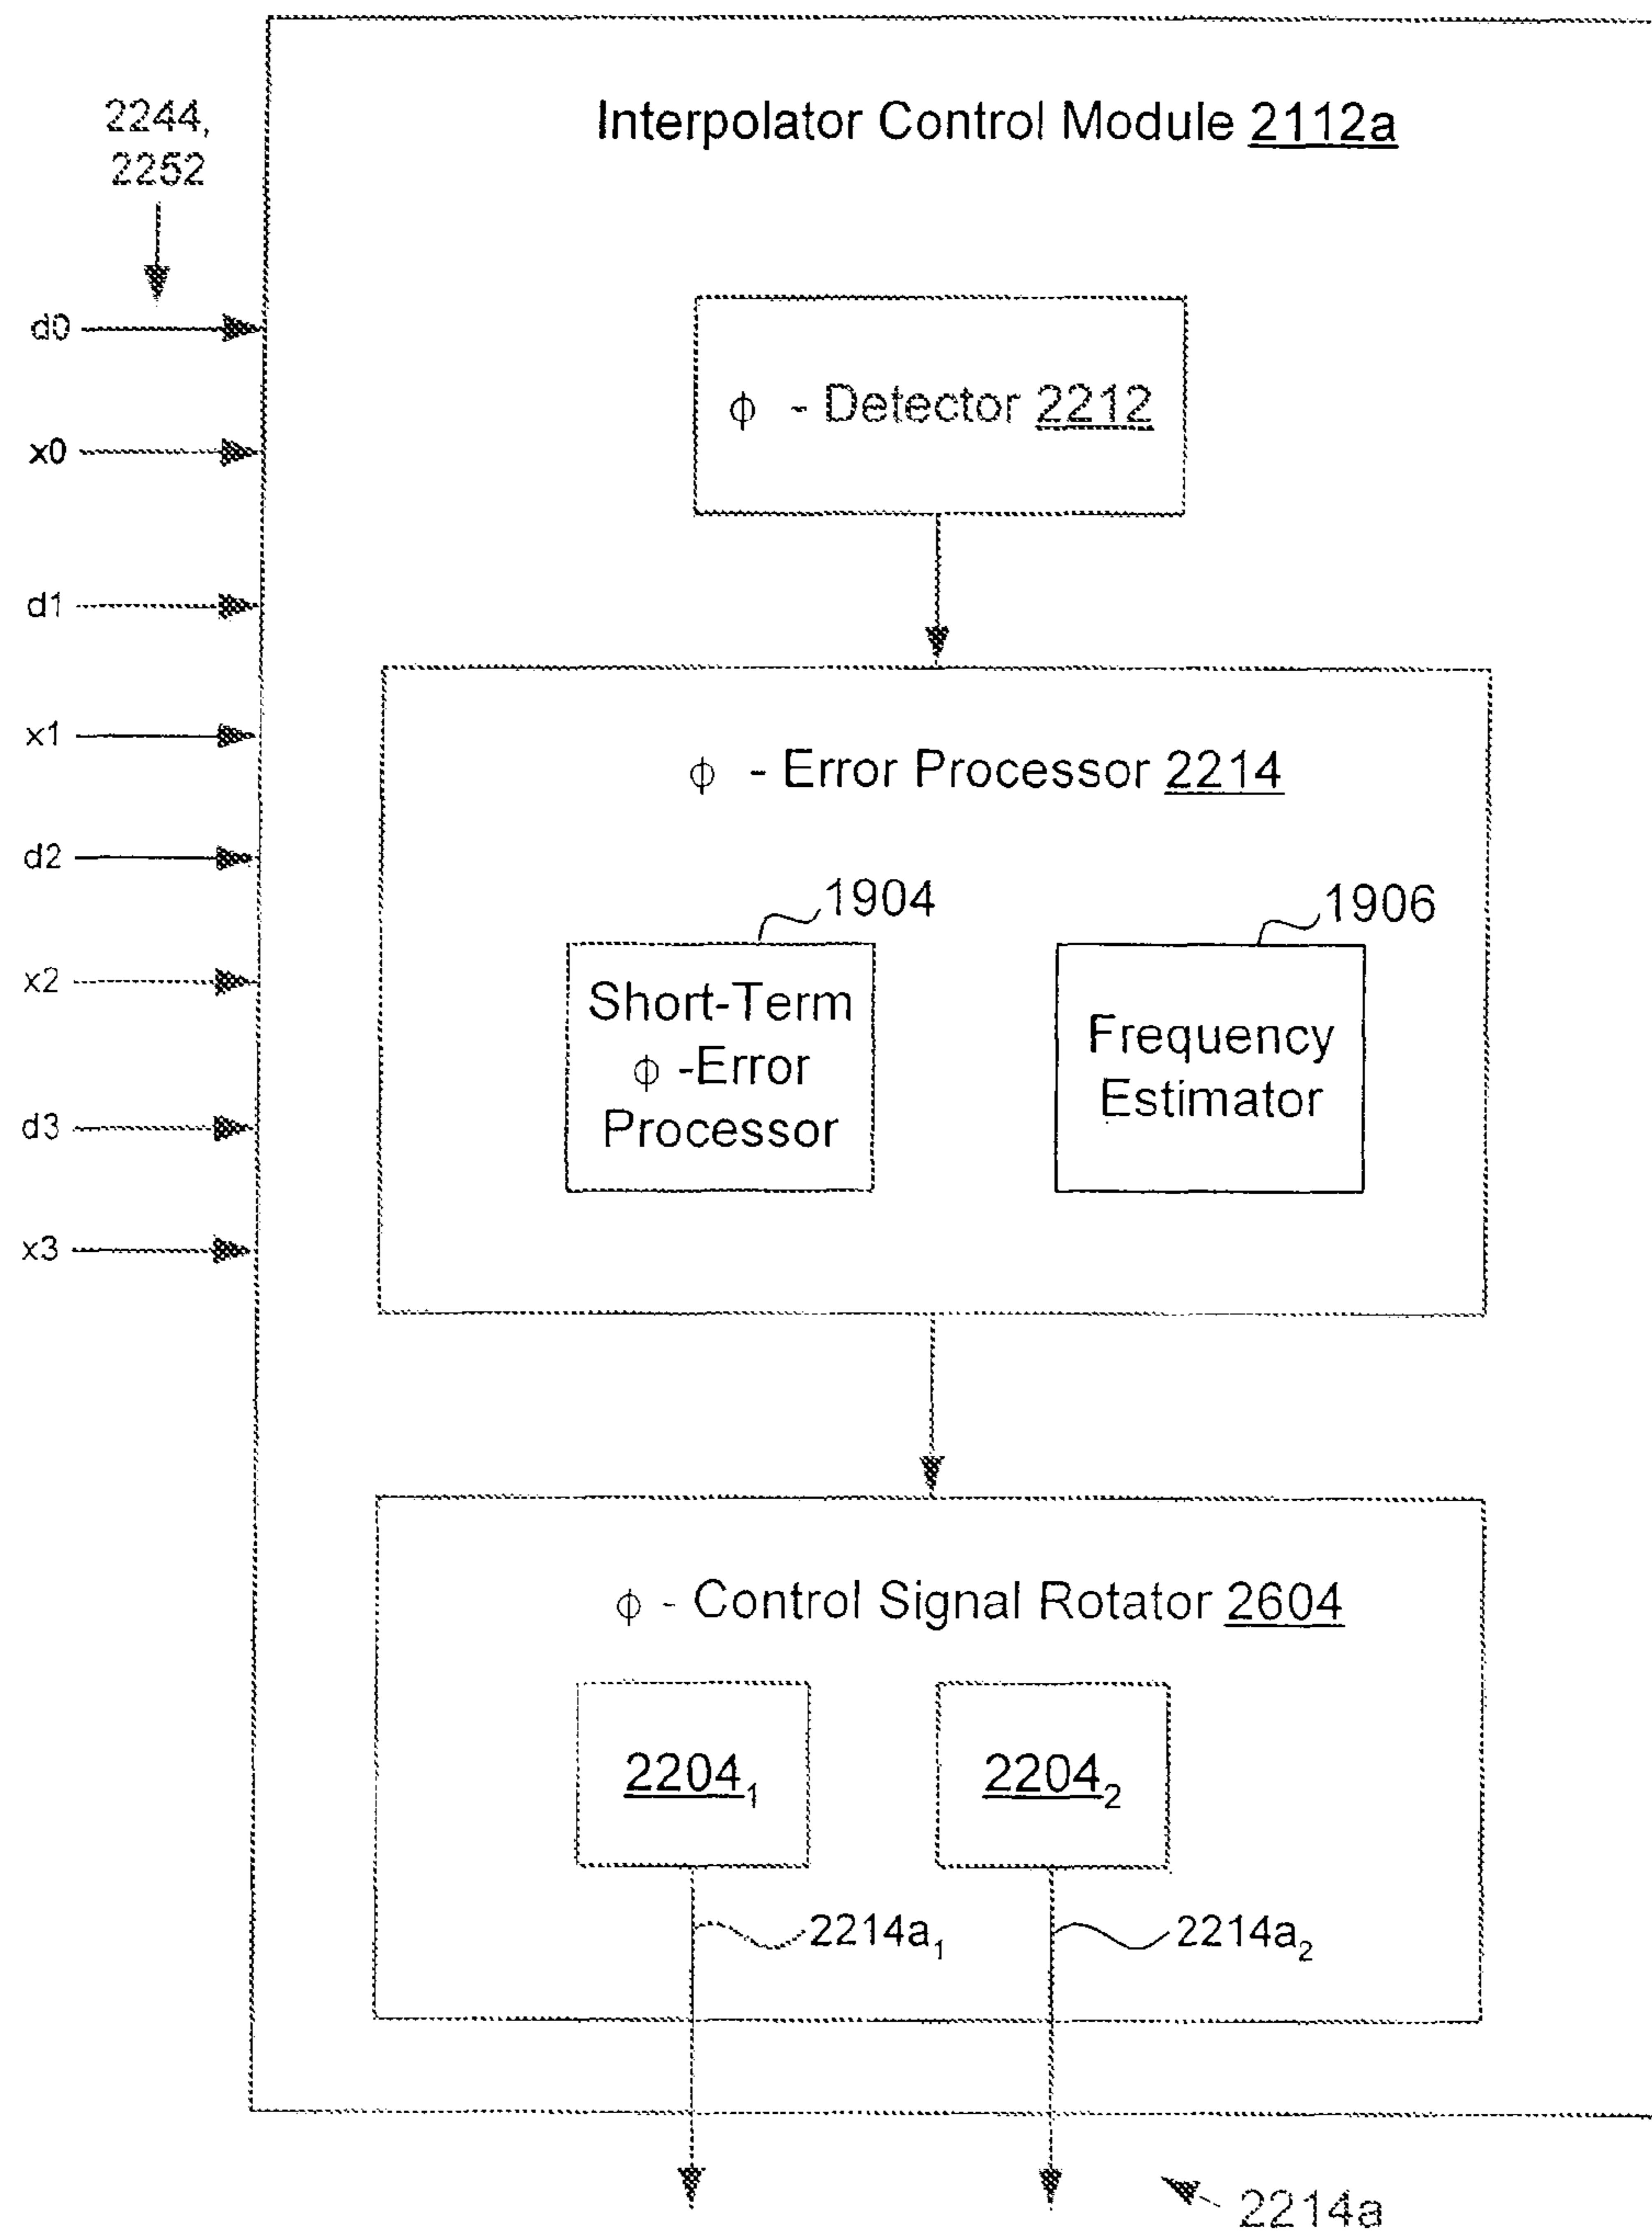 Interpolator Control Module 2112a
2244,
2252
d0
x0
d1
x1
d2
x2
d3
x3
ϕ - Detector 2212
ϕ - Error Processor 2214
1904
Short-Term
ϕ -Error
Processor
1906
Frequency
Estimator
ϕ - Control Signal Rotator 2604
2204₁
2204₂
2214a₁
2214a₂
2214a